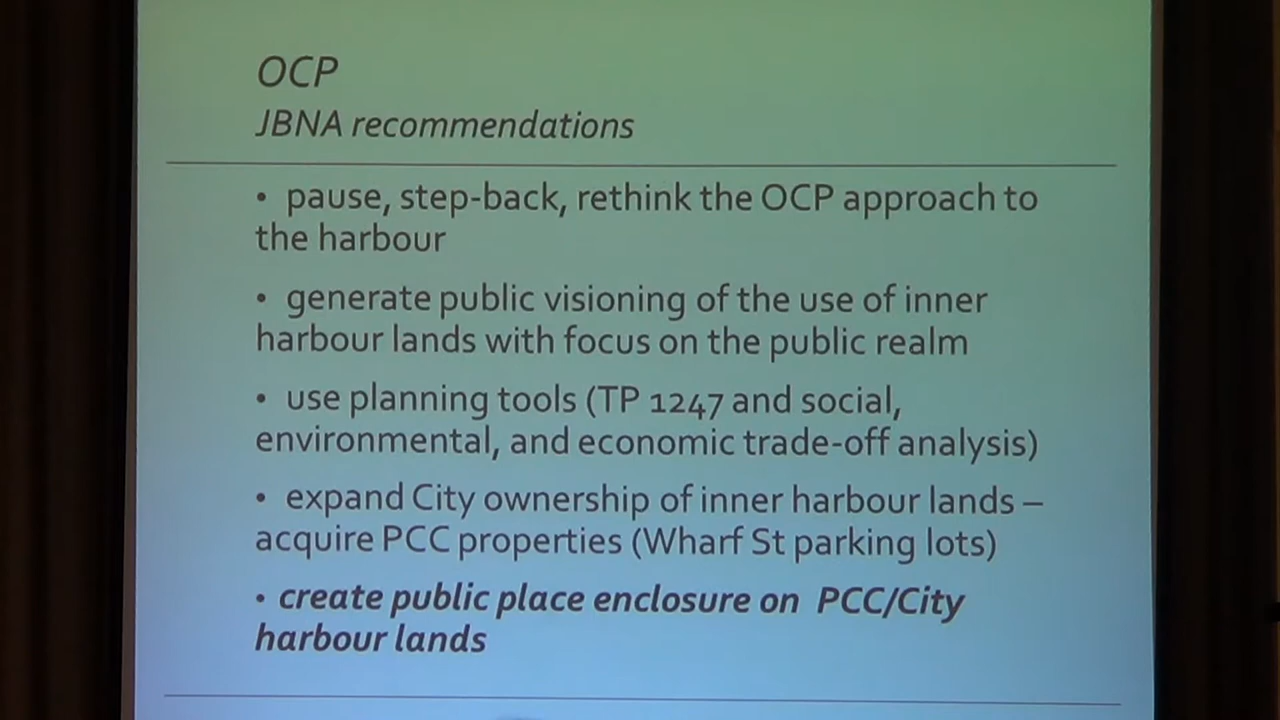 OCP
JBNA recommendations
• pause, step-back, rethink the OCP approach to
the harbour
• generate public visioning of the use of inner
harbour lands with focus on the public realm
• use planning tools (TP 1247 and social,
environmental, and economic trade-off analysis)
• expand City ownership of inner harbour lands –
acquire PCC properties (Wharf St parking lots)
• create public place enclosure on PCC/City
harbour lands